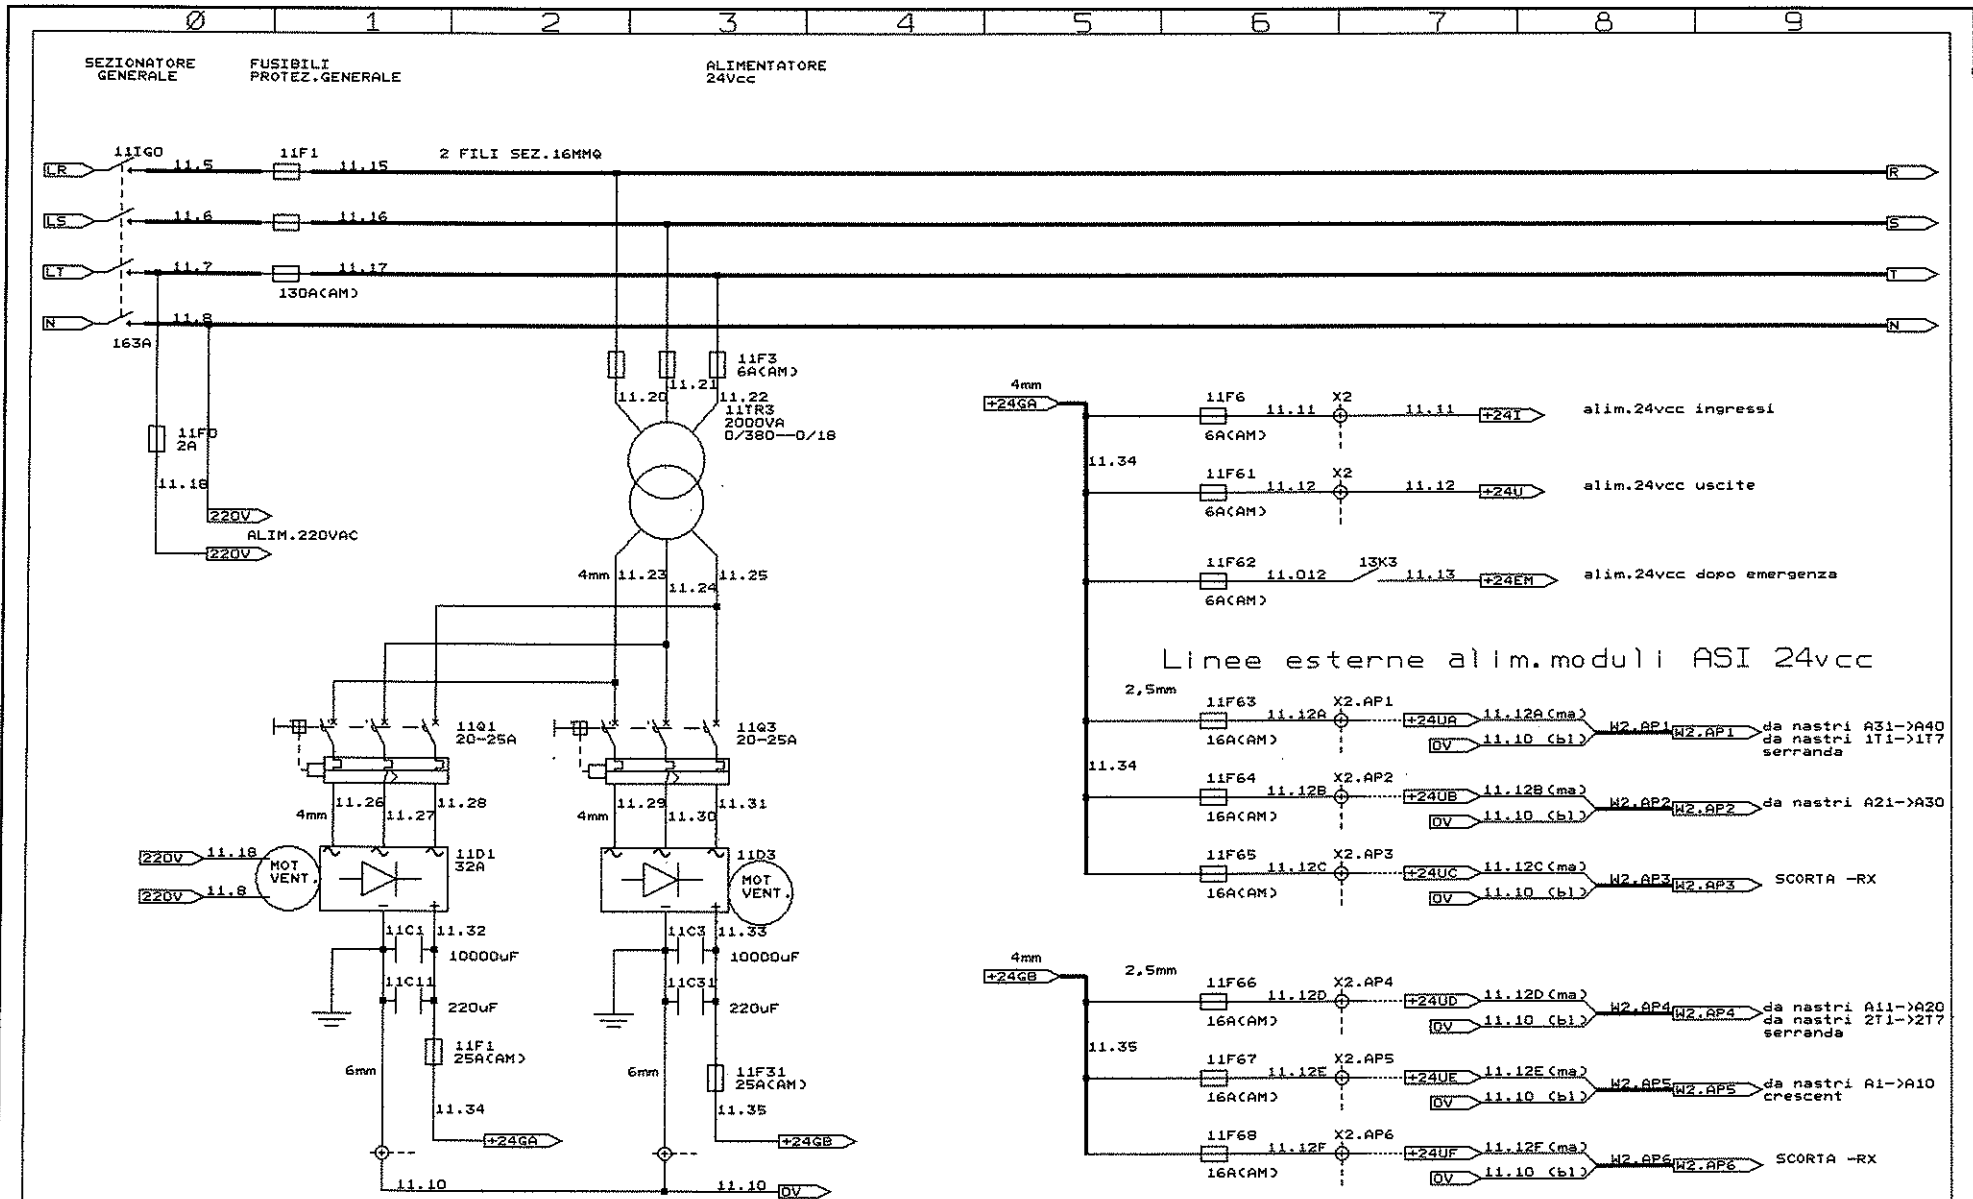 Ø 1 2 3 4 5 6 7 8 9
SEZIONATORE
GENERALE
FUSIBILI
PROTEZ.GENERALE
ALIMENTATORE
24Vcc
LR
11IG0
11.5
11F1
11.15
2 FILI SEZ.16MMQ
R
LS
11.6
11.16
S
LT
11.7
11.17
130A(AM)
T
N
11.8
163A
N
11F3
6A(AM)
11.20
11.21
11.22
11TR3
2000VA
0/380--0/18
11F0
2A
11.18
220V
ALIM.220VAC
220V
4mm
11.23
11.24
11.25
11Q1
20-25A
11Q3
20-25A
11.26
11.27
11.28
4mm
11.29
11.30
11.31
4mm
220V
11.18
220V
11.8
MOT
VENT.
11D1
32A
11D3
MOT
VENT.
11C1
11.32
10000uF
11C11
220uF
11F1
25A(AM)
6mm
11.34
+24GA
11.10
11C3
11.33
10000uF
11C31
220uF
11F31
25A(AM)
6mm
11.35
+24GB
11.10
0V
4mm
+24GA
11F6
11.11
X2
11.11
+24I
alim.24vcc ingressi
6A(AM)
11.34
11F61
11.12
X2
11.12
+24U
alim.24vcc uscite
6A(AM)
11F62
11.012
13K3
11.13
+24EM
alim.24vcc dopo emergenza
6A(AM)
Linee esterne alim.moduli ASI 24vcc
2,5mm
11F63
11.12A
X2.AP1
+24UA
11.12A(ma)
16A(AM)
0V
11.10 (bl)
W2.AP1
W2.AP1
da nastri A31->A40
da nastri 1T1->1T7
serranda
11.34
11F64
11.12B
X2.AP2
+24UB
11.12B(ma)
16A(AM)
0V
11.10 (bl)
W2.AP2
W2.AP2
da nastri A21->A30
11F65
11.12C
X2.AP3
+24UC
11.12C(ma)
16A(AM)
0V
11.10 (bl)
W2.AP3
W2.AP3
SCORTA -RX
4mm
+24GB
2,5mm
11F66
11.12D
X2.AP4
+24UD
11.12D(ma)
16A(AM)
0V
11.10 (bl)
W2.AP4
W2.AP4
da nastri A11->A20
da nastri 2T1->2T7
serranda
11.35
11F67
11.12E
X2.AP5
+24UE
11.12E(ma)
16A(AM)
0V
11.10 (bl)
W2.AP5
W2.AP5
da nastri A1->A10
crescent
11F68
11.12F
X2.AP6
+24UF
11.12F(ma)
16A(AM)
0V
11.10 (bl)
W2.AP6
W2.AP6
SCORTA -RX